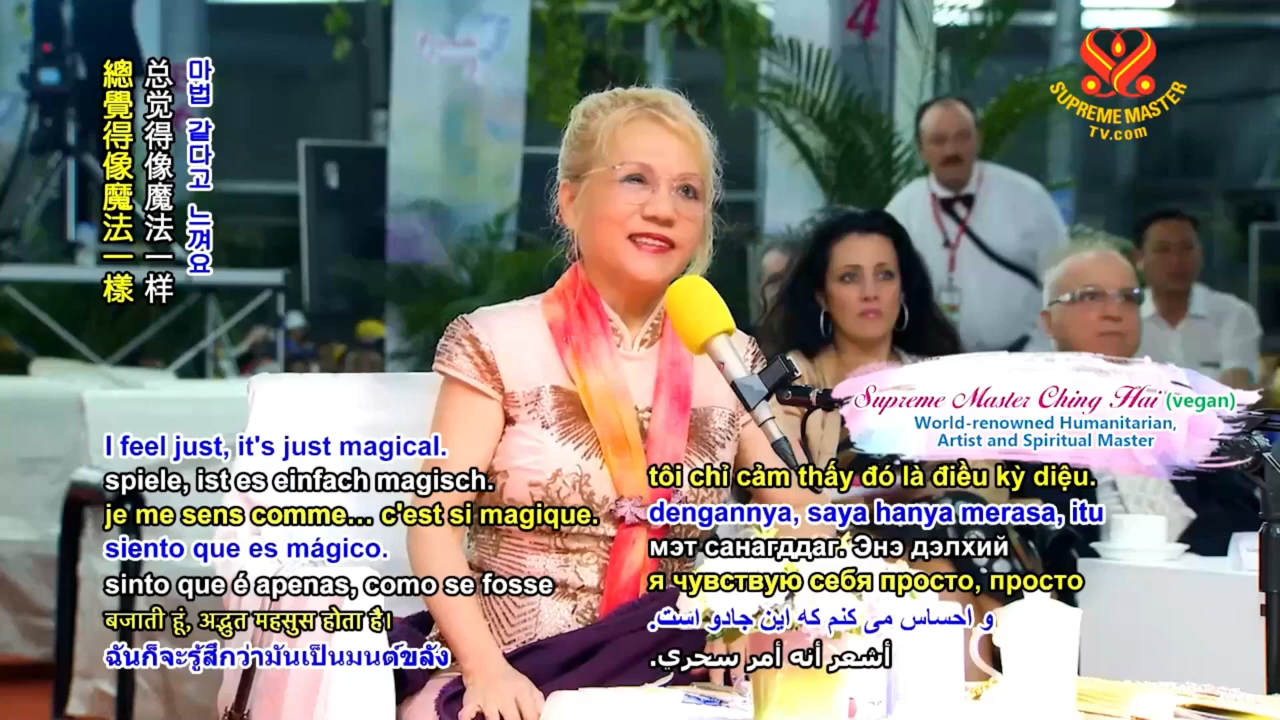 總覺得像魔法一樣
总觉得像魔法一样
마법 같다고 느껴요
4
SUPREME MASTER
TV.com
Supreme Master Ching Hai (vegan)
World-renowned Humanitarian,
Artist and Spiritual Master
I feel just, it's just magical.
spiele, ist es einfach magisch.
je me sens comme... c'est si magique.
siento que es mágico.
sinto que é apenas, como se fosse
बजाती हूं, अद्भुत महसुस होता है।
ฉันก็จะรู้สึกว่ามันเป็นมนต์ขลัง
tôi chỉ cảm thấy đó là điều kỳ diệu.
dengannya, saya hanya merasa, itu
мэт санагддаг. Энэ дэлхий
я чувствую себя просто, просто
و احساس می کنم که این جادو است.
أشعر أنه أمر سحري.